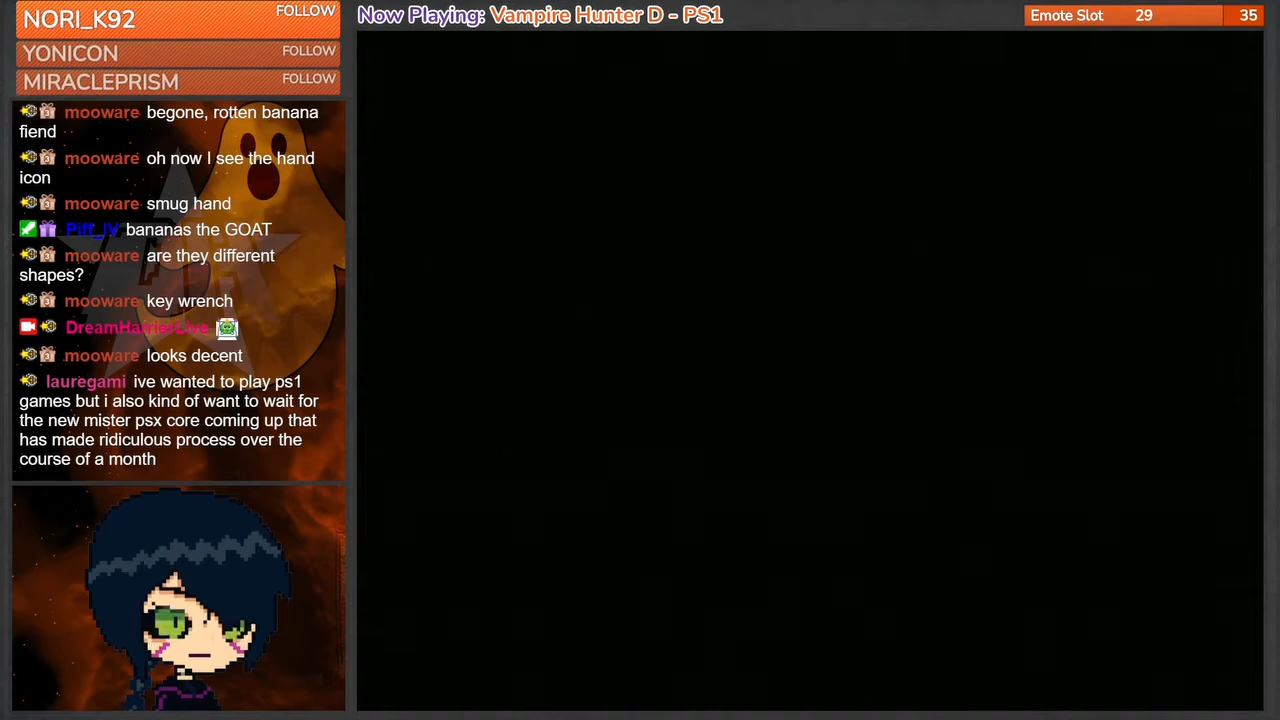 NORI_K92 FOLLOW
YONICON FOLLOW
MIRACLEPRISM FOLLOW
Now Playing: Vampire Hunter D - PS1
Emote Slot 29 35
mooware begone, rotten banana
fiend
mooware oh now I see the hand
icon
mooware smug hand
Piff_IV bananas the GOAT
mooware are they different
shapes?
mooware key wrench
DreamHarrierLive
mooware looks decent
lauregami ive wanted to play ps1
games but i also kind of want to wait for
the new mister psx core coming up that
has made ridiculous process over the
course of a month